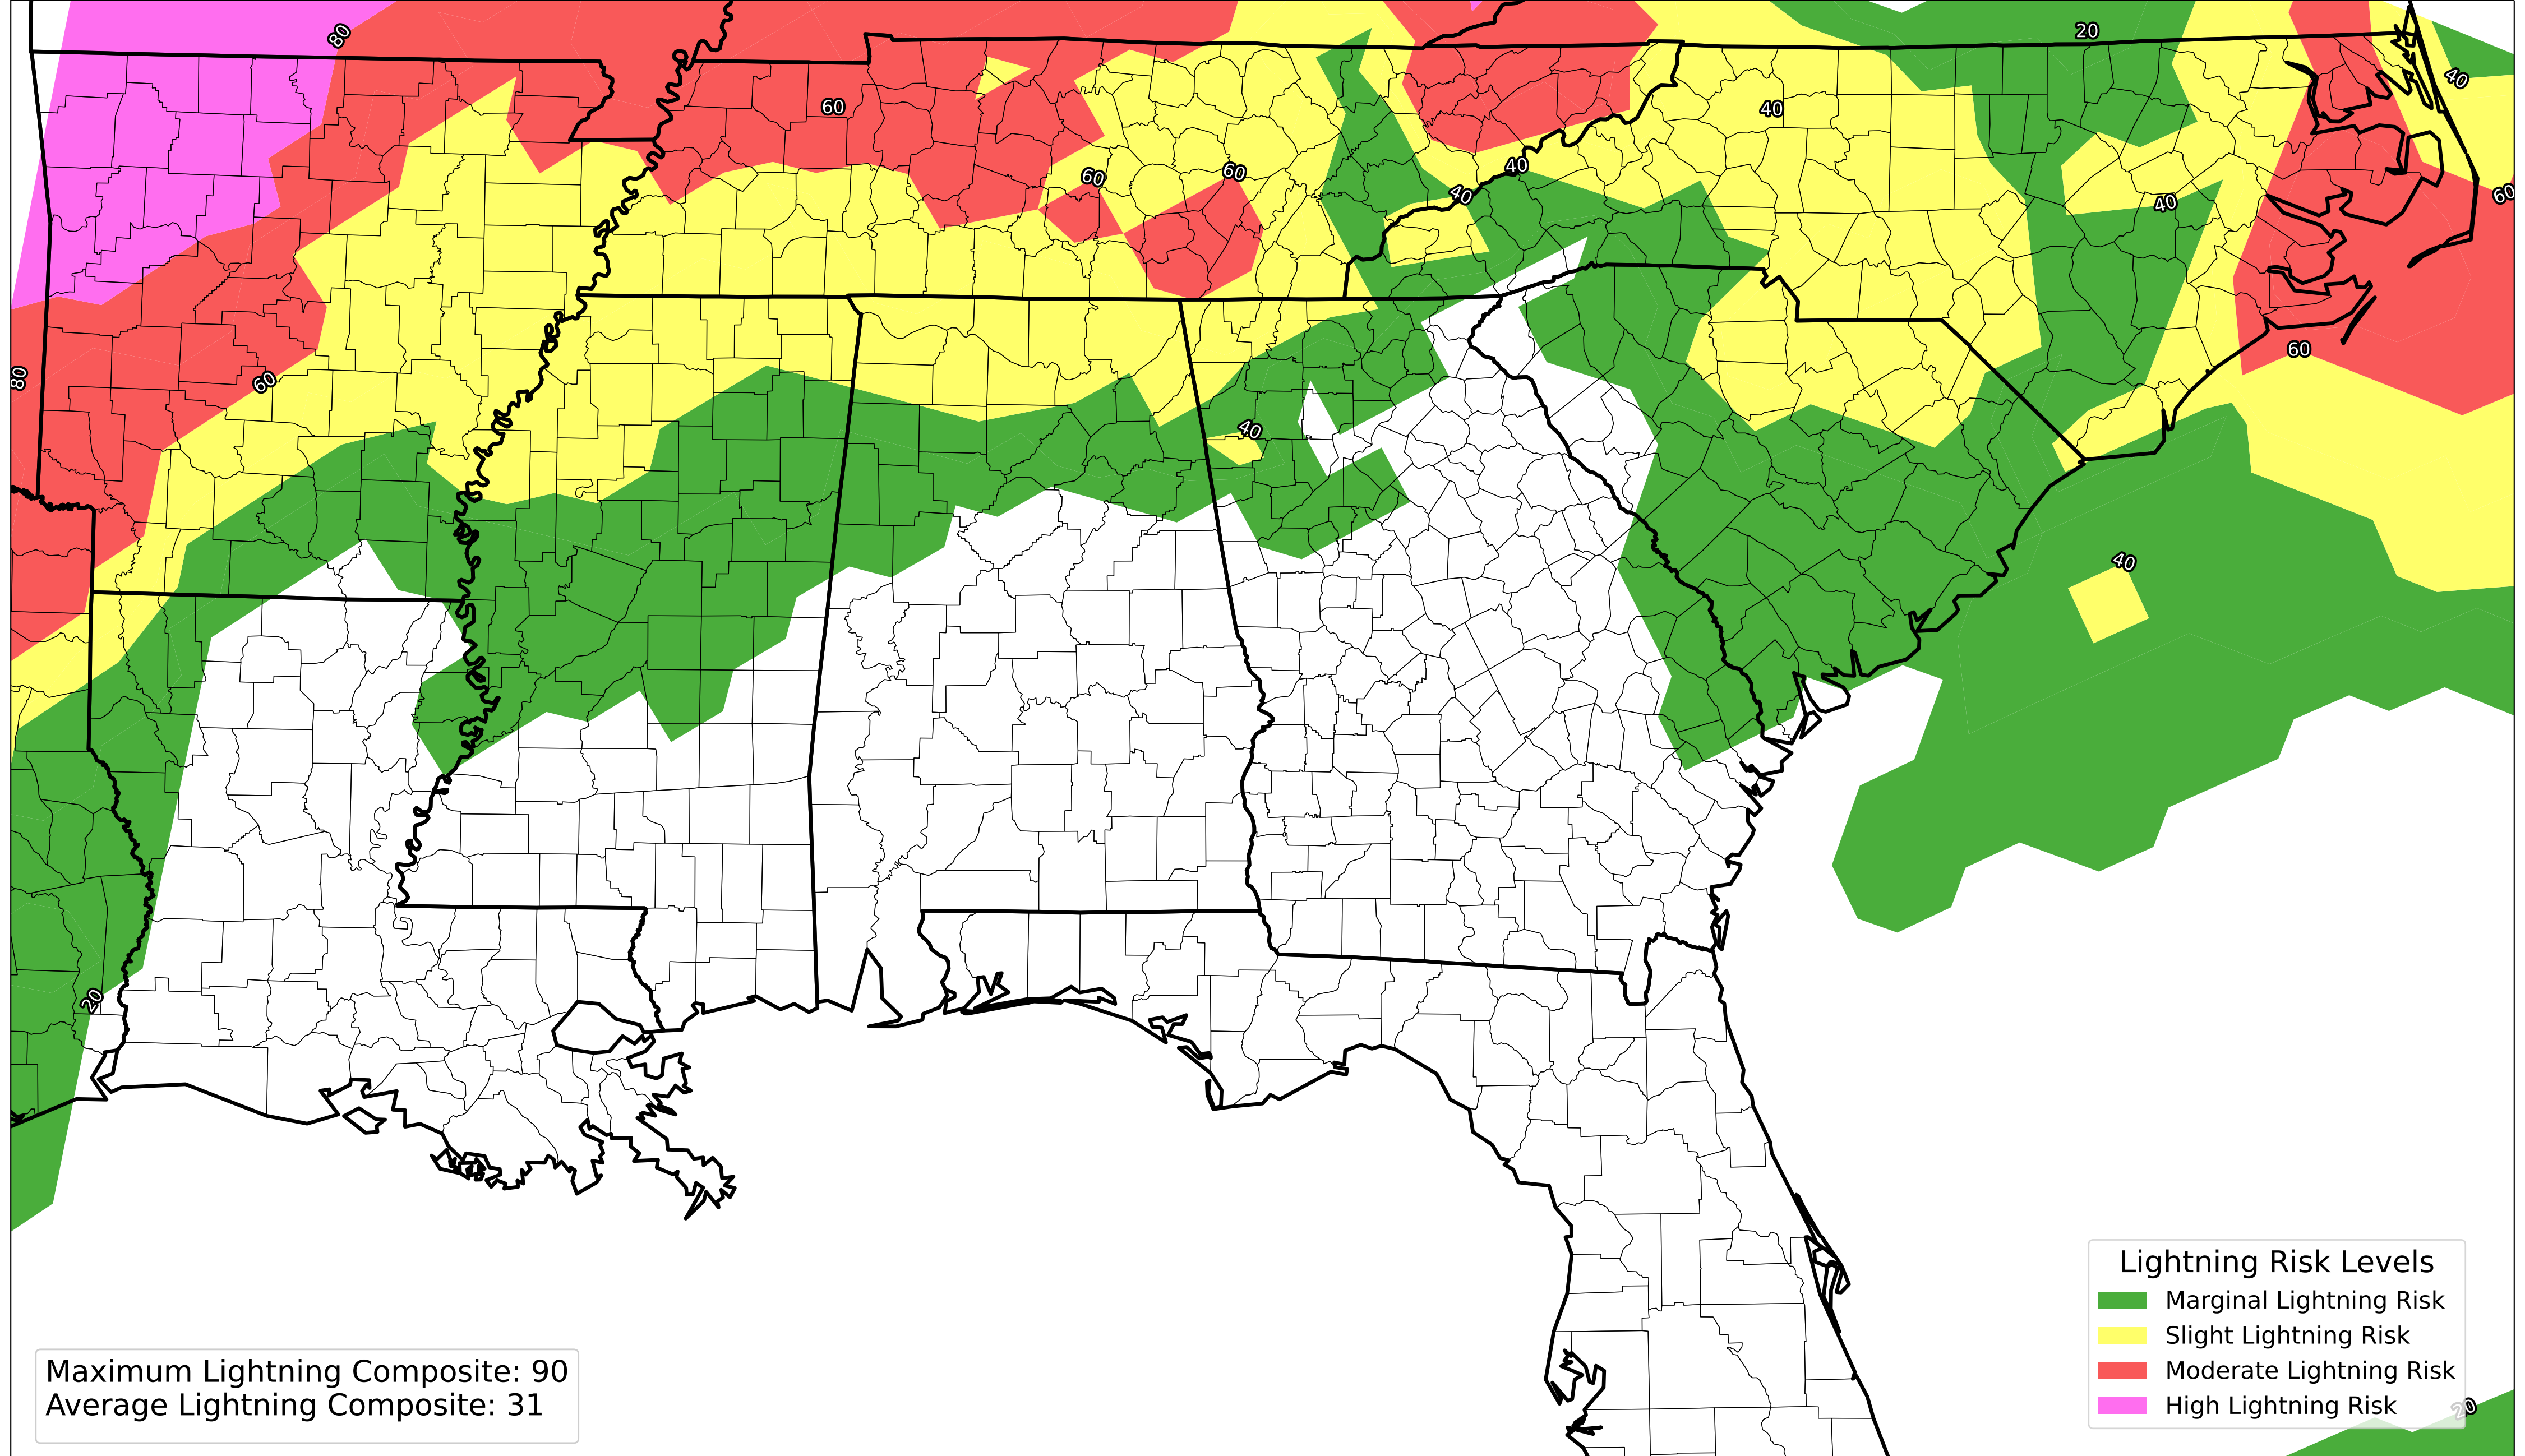 80
20
40
60
40
40
60
60
40
60
40
60
80
60
40
40
20
Lightning Risk Levels
Marginal Lightning Risk
Slight Lightning Risk
Moderate Lightning Risk
High Lightning Risk
20
Maximum Lightning Composite: 90
Average Lightning Composite: 31